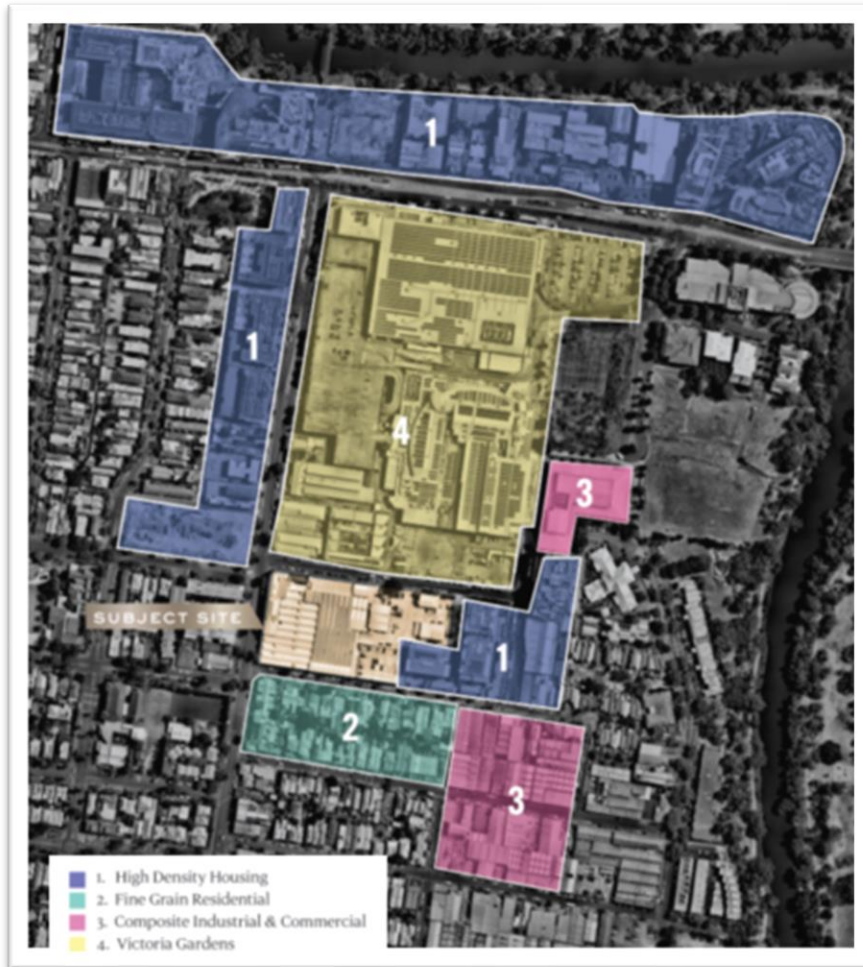 1
1
4
3
SUBJECT SITE
1
2
3
1. High Density Housing
2. Fine Grain Residential
3. Composite Industrial & Commercial
4. Victoria Gardens